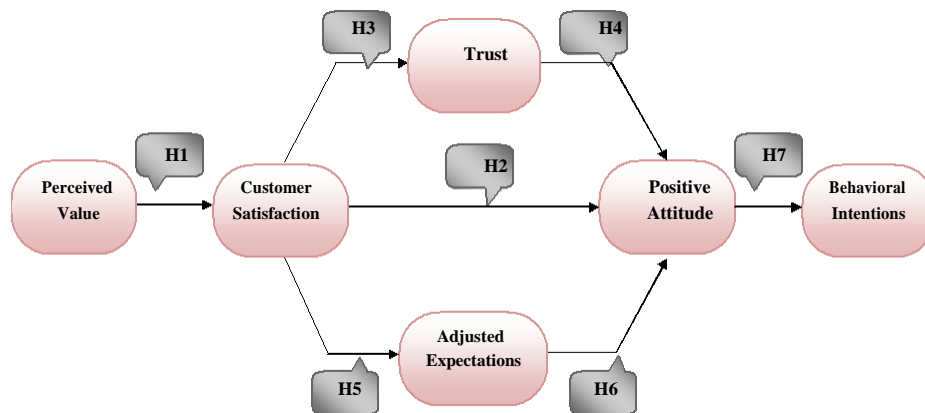 H3
Trust
H4
H1
Perceived
Value
Customer
Satisfaction
H2
Positive
Attitude
H7
Behavioral
Intentions
H5
Adjusted
Expectations
H6